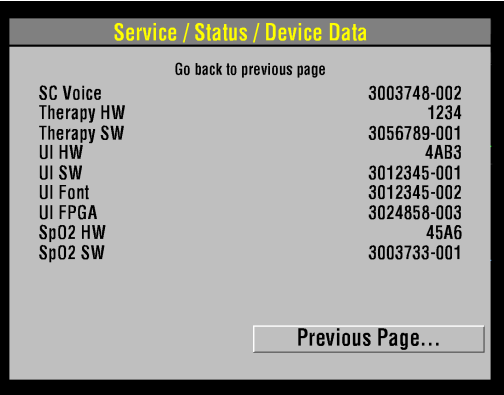 Service / Status / Device Data
Go back to previous page
SC Voice 3003748-002
Therapy HW 1234
Therapy SW 3056789-001
UI HW 4AB3
UI SW 3012345-001
UI Font 3012345-002
UI FPGA 3024858-003
SpO2 HW 45A6
SpO2 SW 3003733-001
Previous Page...